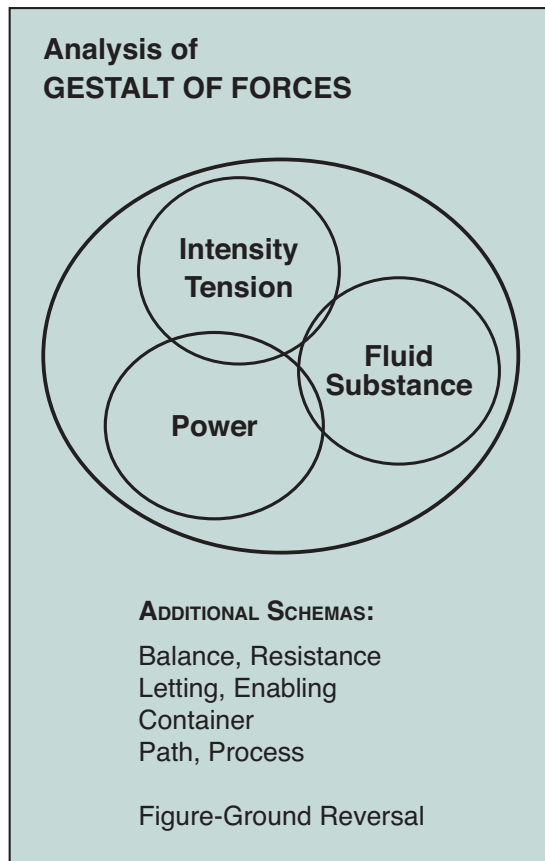 Analysis of
GESTALT OF FORCES
Intensity
Tension
Fluid
Substance
Power
ADDITIONAL SCHEMAS:
Balance, Resistance
Letting, Enabling
Container
Path, Process
Figure-Ground Reversal